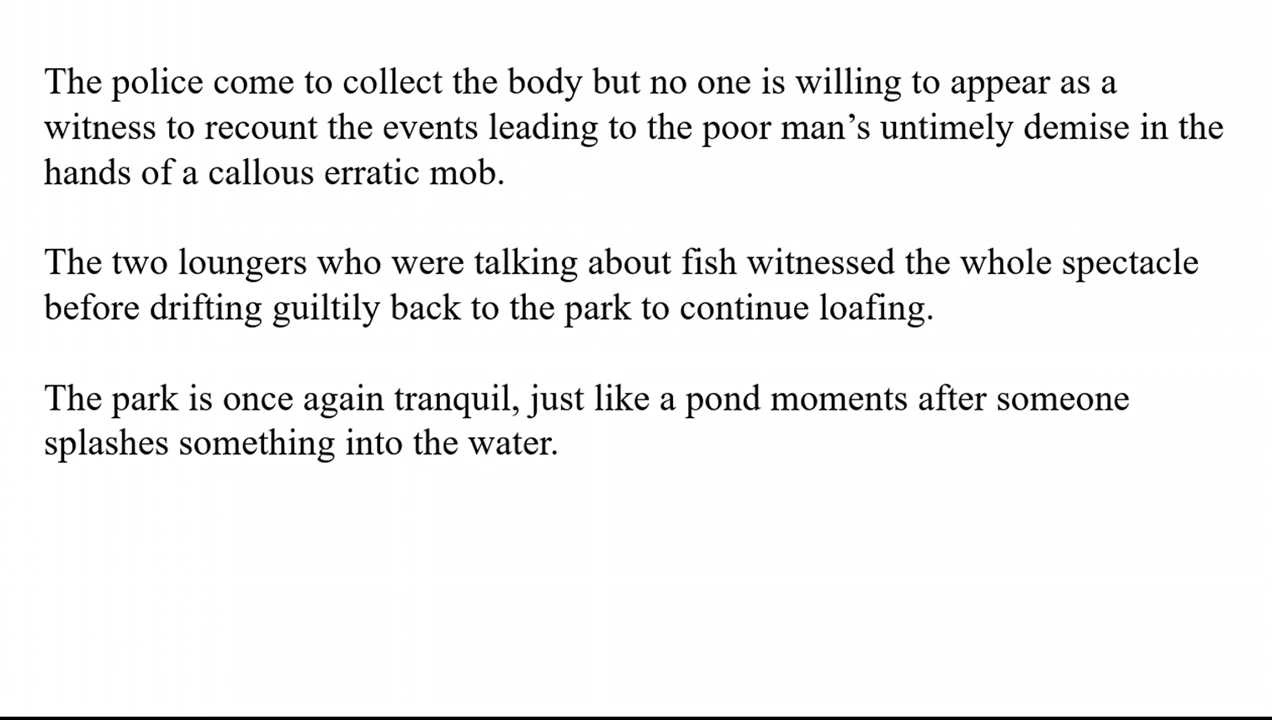 The police come to collect the body but no one is willing to appear as a
witness to recount the events leading to the poor man’s untimely demise in the
hands of a callous erratic mob.
The two loungers who were talking about fish witnessed the whole spectacle
before drifting guiltily back to the park to continue loafing.
The park is once again tranquil, just like a pond moments after someone
splashes something into the water.